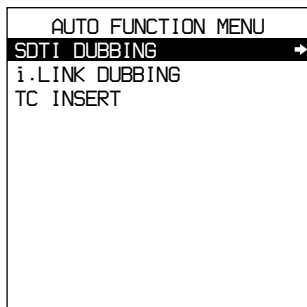 AUTO FUNCTION MENU
SDTI DUBBING ➔
i.LINK DUBBING
TC INSERT